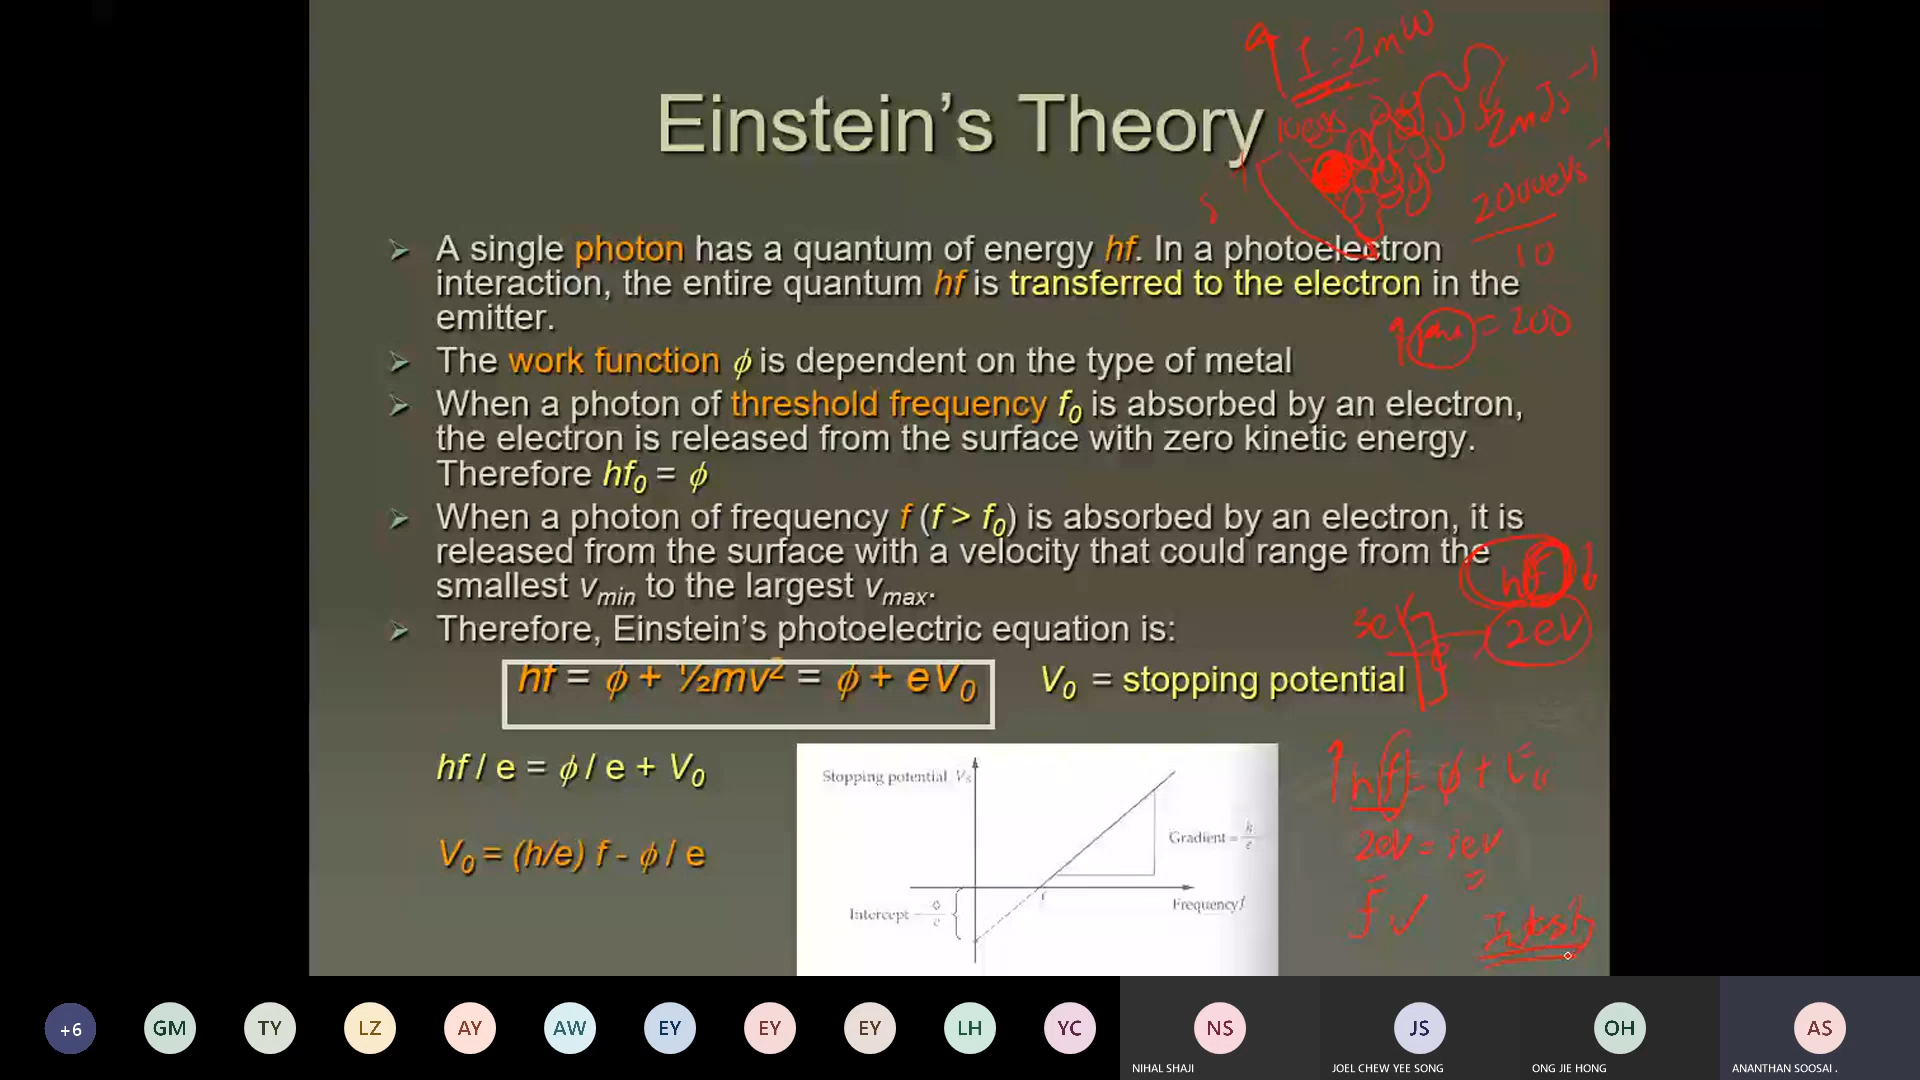 Einstein's Theory
A single photon has a quantum of energy hf. In a photoelectron
interaction, the entire quantum hf is transferred to the electron in the
emitter.
The work function ϕ is dependent on the type of metal
When a photon of threshold frequency f₀ is absorbed by an electron,
the electron is released from the surface with zero kinetic energy.
Therefore hf₀ = ϕ
When a photon of frequency f (f > f₀) is absorbed by an electron, it is
released from the surface with a velocity that could range from the
smallest vmin to the largest vmax.
Therefore, Einstein's photoelectric equation is:
hf = ϕ + ½mv² = ϕ + eV₀
V₀ = stopping potential
hf / e = ϕ / e + V₀
V₀ = (h/e) f - ϕ / e
Stopping potential Vs
Gradient = h/e
Frequency f
Intercept
I = 2mW
2mJs⁻¹
10
= 200
hf
2eV
hf = ϕ +
2eV =
f
+6
GM
TY
LZ
AY
AW
EY
EY
EY
LH
YC
NS
JS
OH
AS
NIHAL SHAJI
JOEL CHEW YEE SONG
ONG JIE HONG
ANANTHAN SOOSAI .